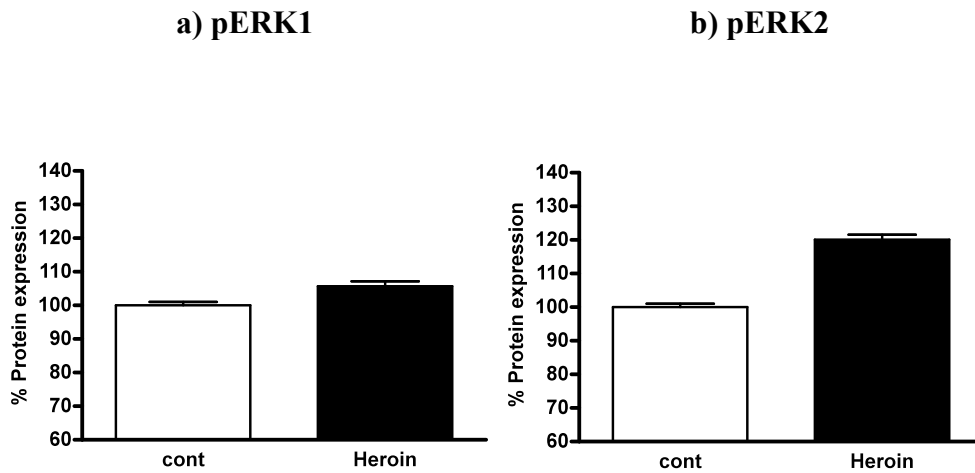 a) pERK1
b) pERK2
% Protein expression
140
130
120
110
100
90
80
70
60
cont
Heroin
% Protein expression
140
130
120
110
100
90
80
70
60
cont
Heroin